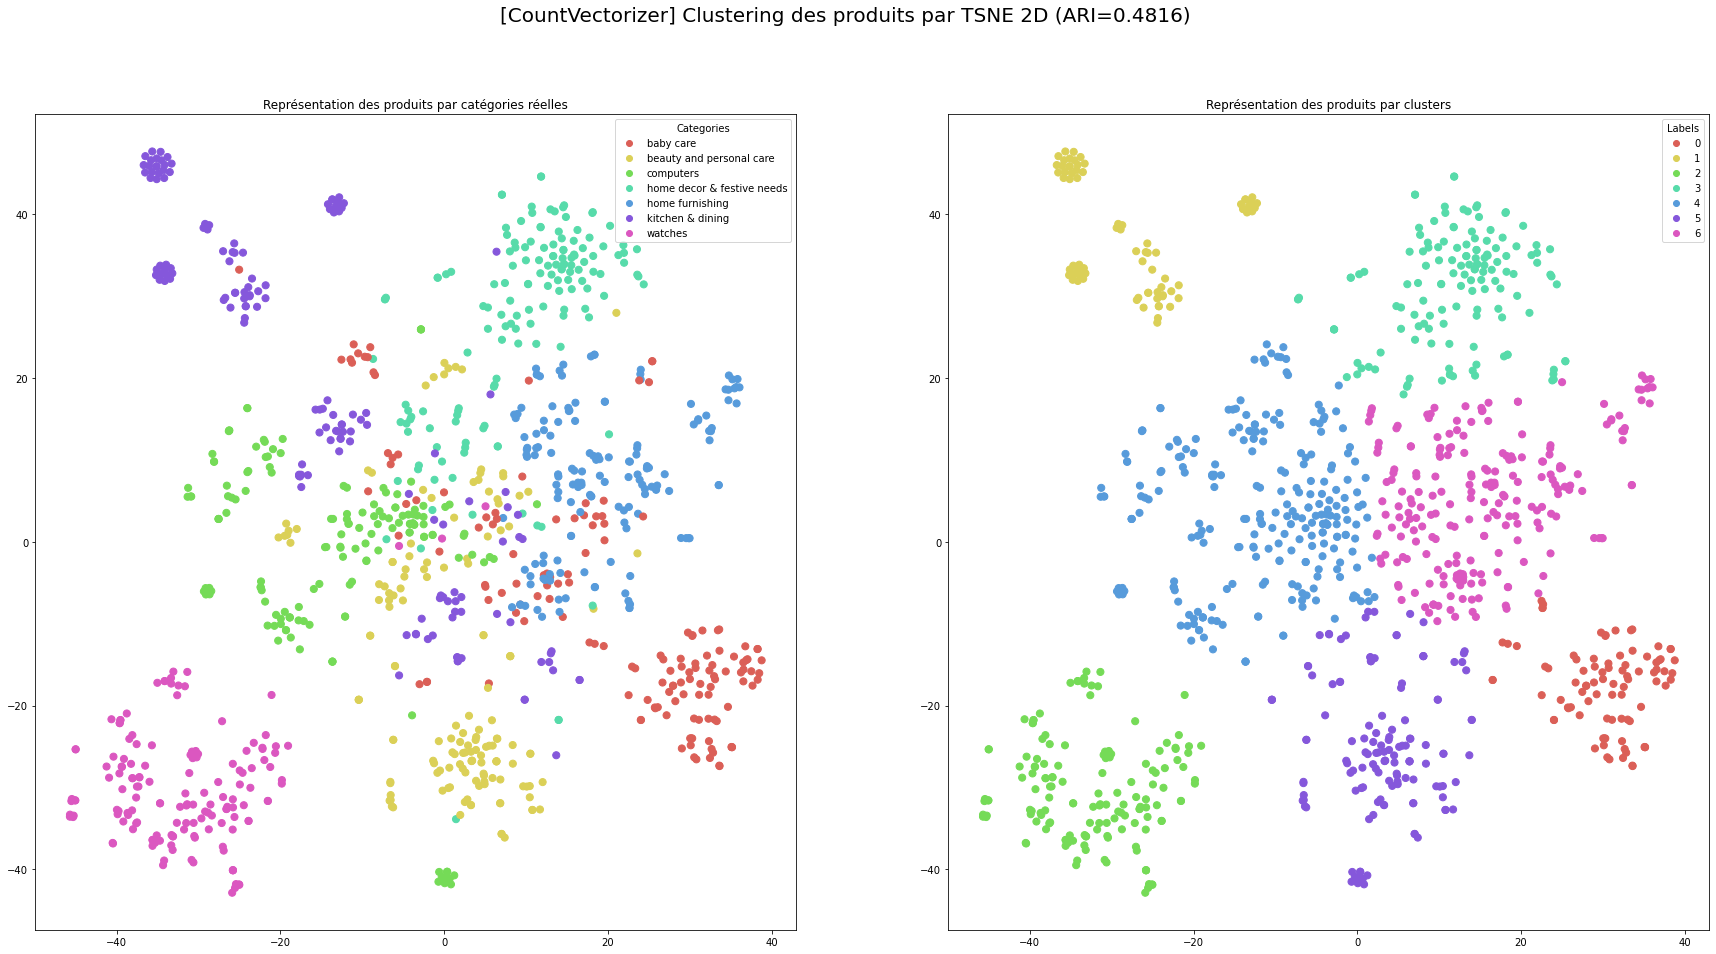 [CountVectorizer] Clustering des produits par TSNE 2D (ARI=0.4816)
Représentation des produits par catégories réelles
Categories
baby care
beauty and personal care
computers
home decor & festive needs
home furnishing
kitchen & dining
watches
40
20
0
−20
−40
−40
−20
0
20
40
Représentation des produits par clusters
Labels
0
1
2
3
4
5
6
40
20
0
−20
−40
−40
−20
0
20
40